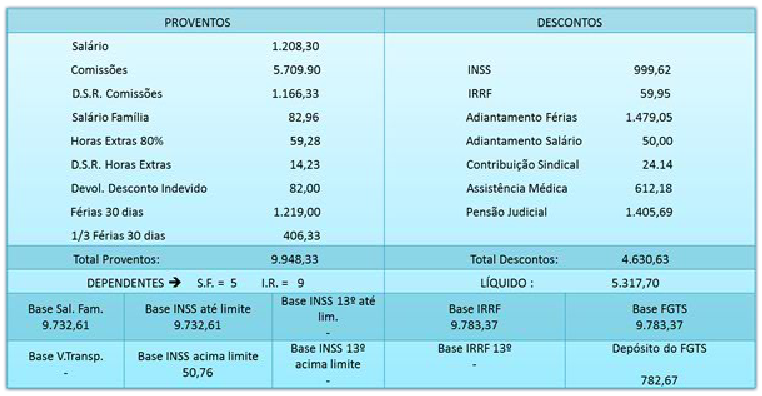 PROVENTOS DESCONTOS
Salário 1.208,30
Comissões 5.709.90 INSS 999,62
D.S.R. Comissões 1.166,33 IRRF 59,95
Salário Família 82,96 Adiantamento Férias 1.479,05
Horas Extras 80% 59,28 Adiantamento Salário 50,00
D.S.R. Horas Extras 14,23 Contribuição Sindical 24.14
Devol. Desconto Indevido 82,00 Assistência Médica 612,18
Férias 30 dias 1.219,00 Pensão Judicial 1.405,69
1/3 Férias 30 dias 406,33
Total Proventos: 9.948,33 Total Descontos: 4.630,63
DEPENDENTES ➔ S.F. = 5 I.R. = 9 LÍQUIDO : 5.317,70
Base Sal. Fam.
9.732,61
Base INSS até limite
9.732,61
Base INSS 13º até
lim.
-
Base IRRF
9.783,37
Base FGTS
9.783,37
Base V.Transp.
-
Base INSS acima limite
50,76
Base INSS 13º
acima limite
-
Base IRRF 13º
-
Depósito do FGTS
782,67